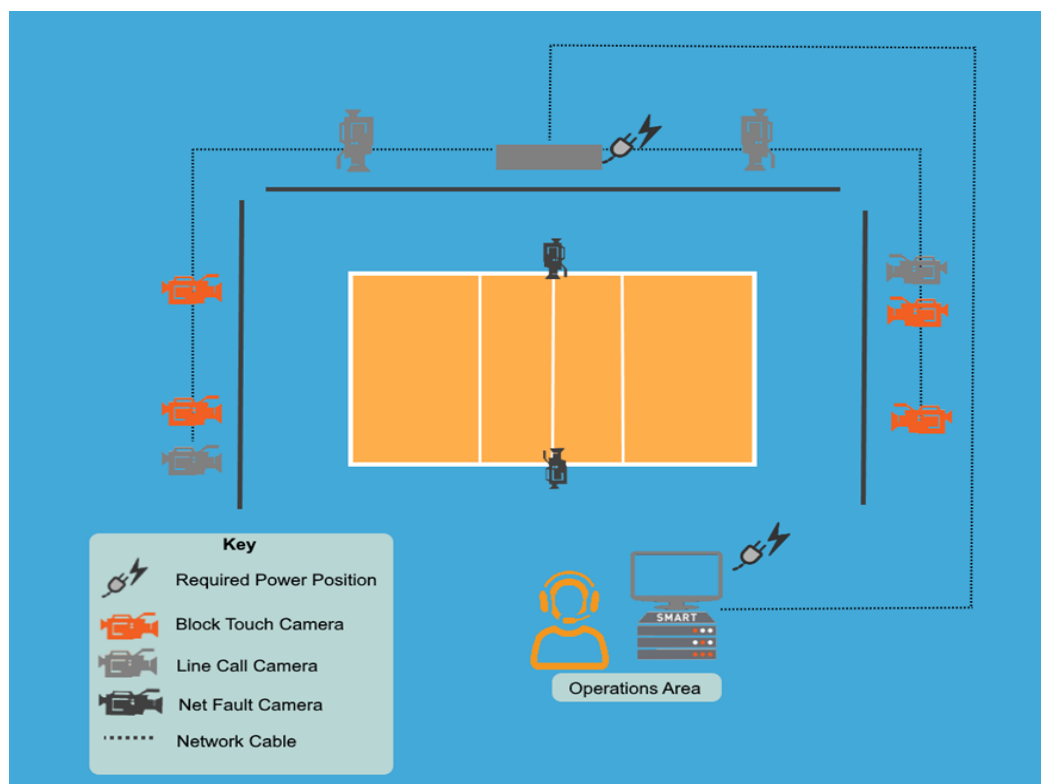 Key
Required Power Position
Block Touch Camera
Line Call Camera
Net Fault Camera
Network Cable
SMART
Operations Area